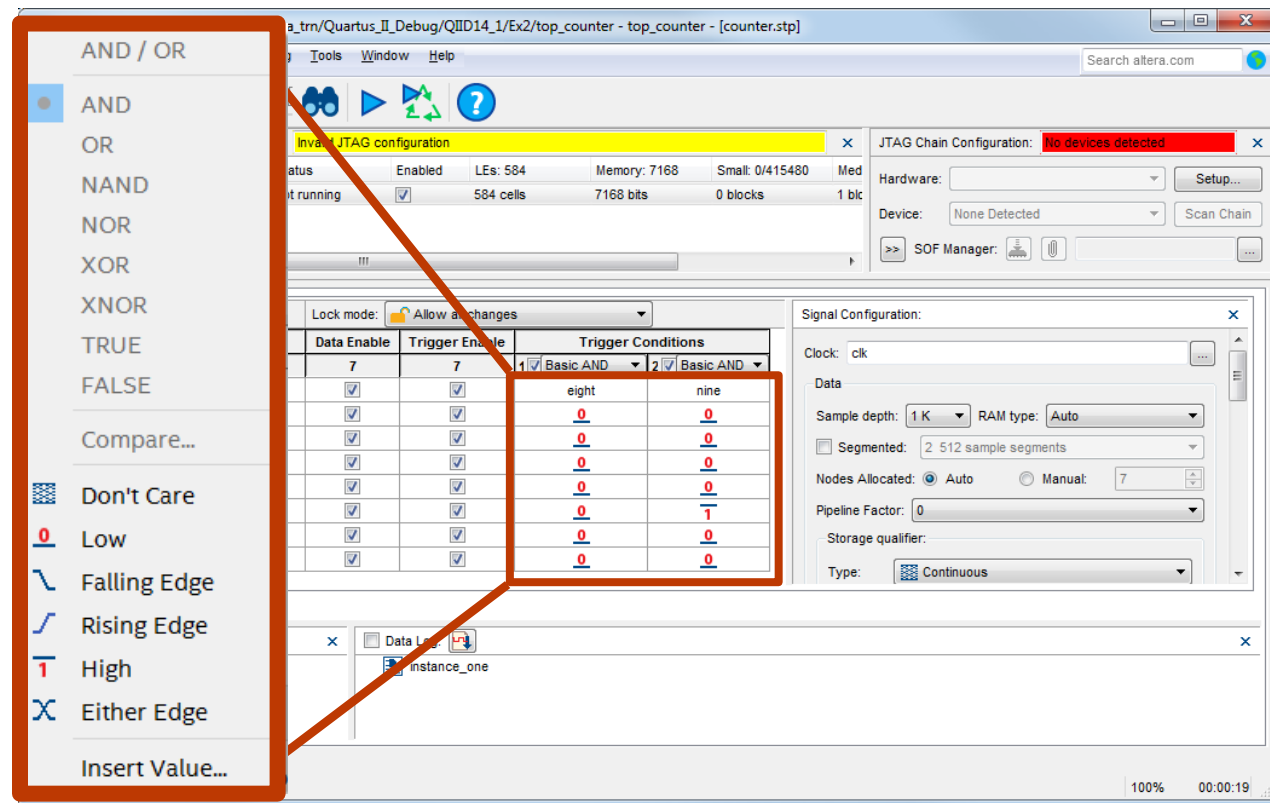 a_trn/Quartus_II_Debug/QIID14_1/Ex2/top_counter - top_counter - [counter.stp]
Tools Window Help
Search altera.com
AND / OR
AND
OR
NAND
NOR
XOR
XNOR
TRUE
FALSE
Compare...
Don't Care
0 Low
Falling Edge
Rising Edge
1 High
Either Edge
Insert Value...
Invalid JTAG configuration
Enabled LEs: 584 Memory: 7168 Small: 0/415480 Med
running 584 cells 7168 bits 0 blocks 1 blc
JTAG Chain Configuration: No devices detected
Hardware: Setup...
Device: None Detected Scan Chain
>> SOF Manager: ...
Lock mode: Allow all changes
Data Enable Trigger Enable Trigger Conditions
7 7 1 Basic AND 2 Basic AND
eight nine
0 0
0 0
0 0
0 0
0 1
0 0
0 0
Signal Configuration:
Clock: clk ...
Data
Sample depth: 1 K RAM type: Auto
Segmented: 2 512 sample segments
Nodes Allocated: Auto Manual: 7
Pipeline Factor: 0
Storage qualifier:
Type: Continuous
Data Log:
instance_one
100% 00:00:19